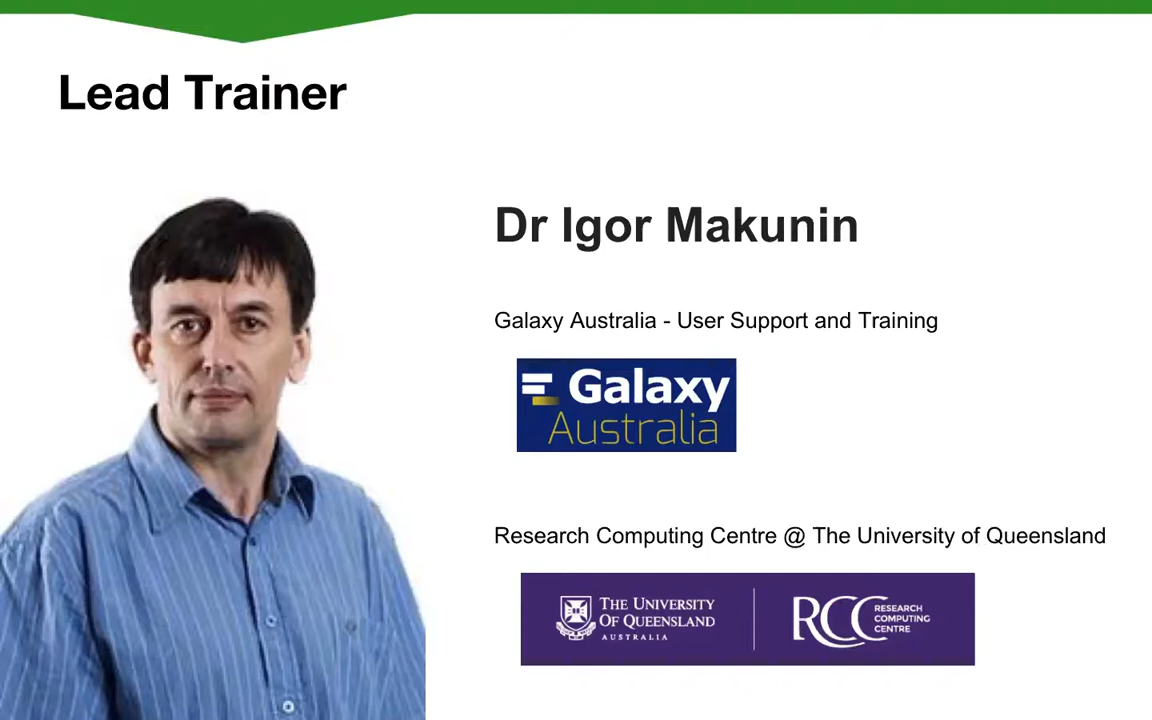 Lead Trainer
Dr Igor Makunin
Galaxy Australia - User Support and Training
Galaxy
Australia
Research Computing Centre @ The University of Queensland
THE UNIVERSITY
OF QUEENSLAND
AUSTRALIA
RCC
RESEARCH
COMPUTING
CENTRE